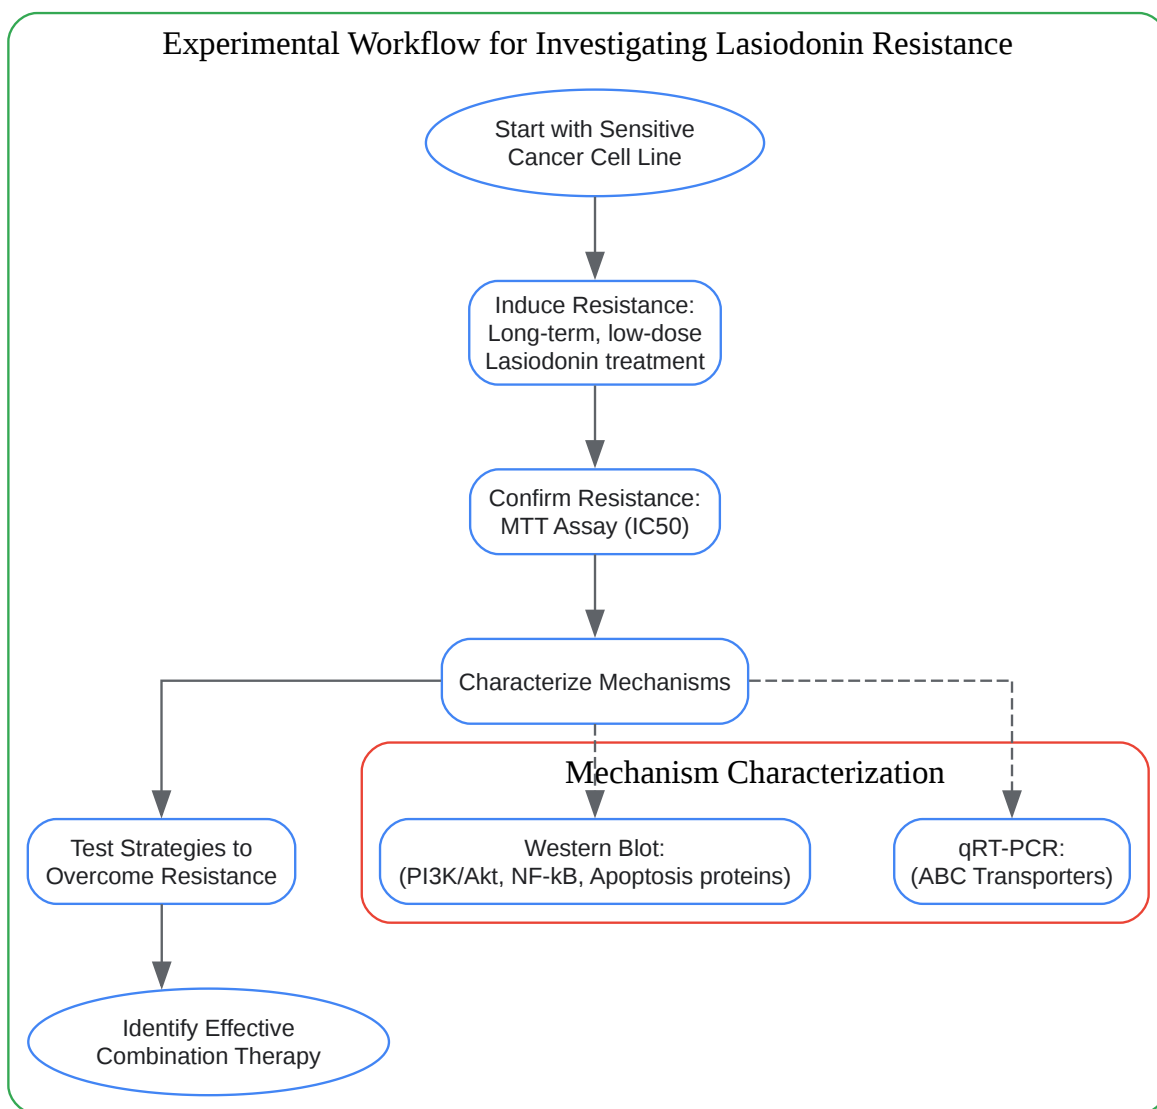 Experimental Workflow for Investigating Lasiodonin Resistance
Start with Sensitive
Cancer Cell Line
Induce Resistance:
Long-term, low-dose
Lasiodonin treatment
Confirm Resistance:
MTT Assay (IC50)
Characterize Mechanisms
Mechanism Characterization
Test Strategies to
Overcome Resistance
Western Blot:
(PI3K/Akt, NF-kB, Apoptosis proteins)
qRT-PCR:
(ABC Transporters)
Identify Effective
Combination Therapy